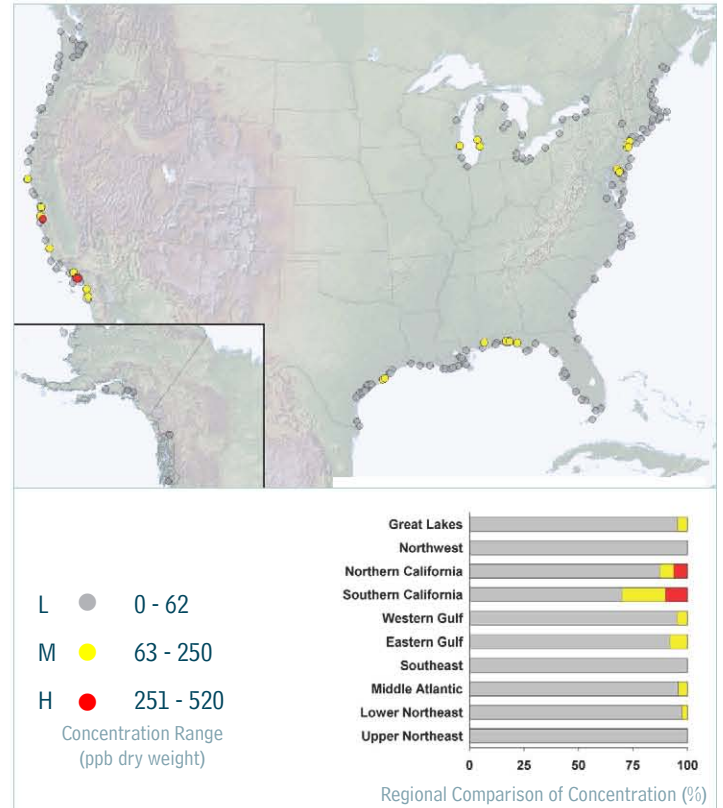 L 0 - 62
M 63 - 250
H 251 - 520
Concentration Range
(ppb dry weight)
Great Lakes
Northwest
Northern California
Southern California
Western Gulf
Eastern Gulf
Southeast
Middle Atlantic
Lower Northeast
Upper Northeast
0 25 50 75 100
Regional Comparison of Concentration (%)